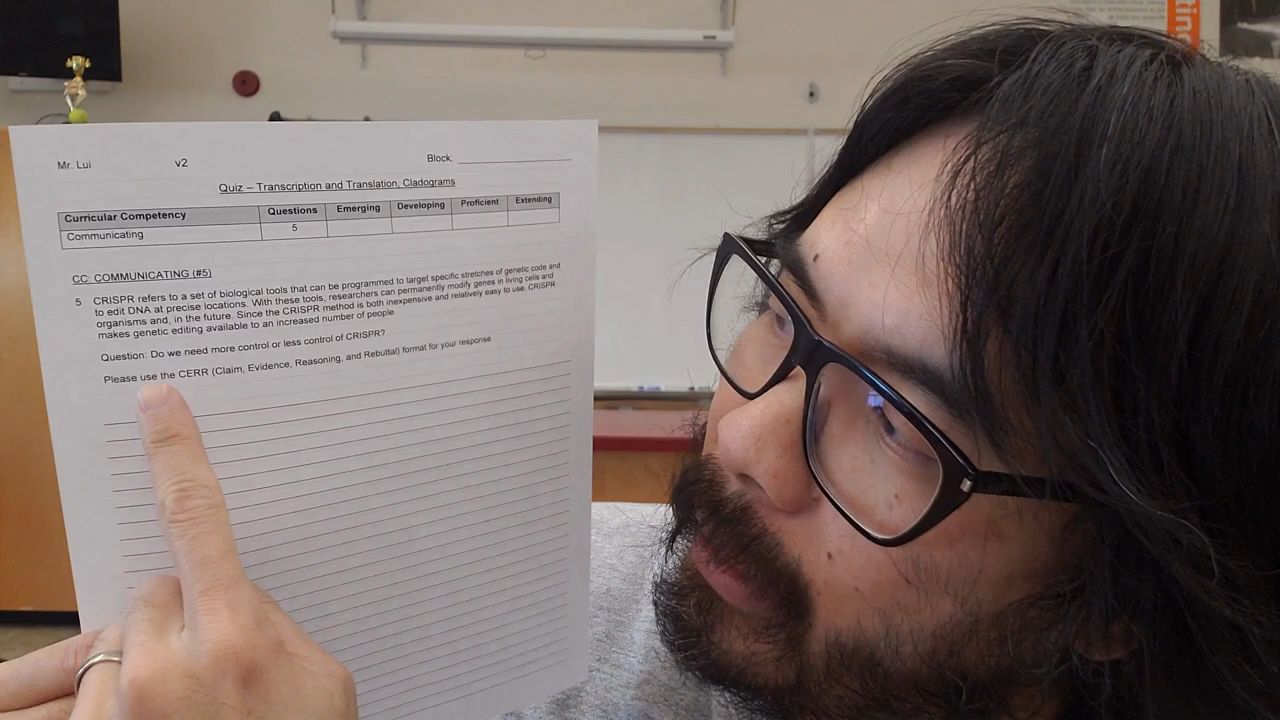 ting
Mr. Lui v2 Block: ____________
Quiz – Transcription and Translation, Cladograms
Curricular Competency Questions Emerging Developing Proficient Extending
Communicating 5
CC: COMMUNICATING (#5)
5 CRISPR refers to a set of biological tools that can be programmed to target specific stretches of genetic code and
to edit DNA at precise locations. With these tools, researchers can permanently modify genes in living cells and
organisms and, in the future. Since the CRISPR method is both inexpensive and relatively easy to use, CRISPR
makes genetic editing available to an increased number of people.
Question: Do we need more control or less control of CRISPR?
Please use the CERR (Claim, Evidence, Reasoning, and Rebuttal) format for your response